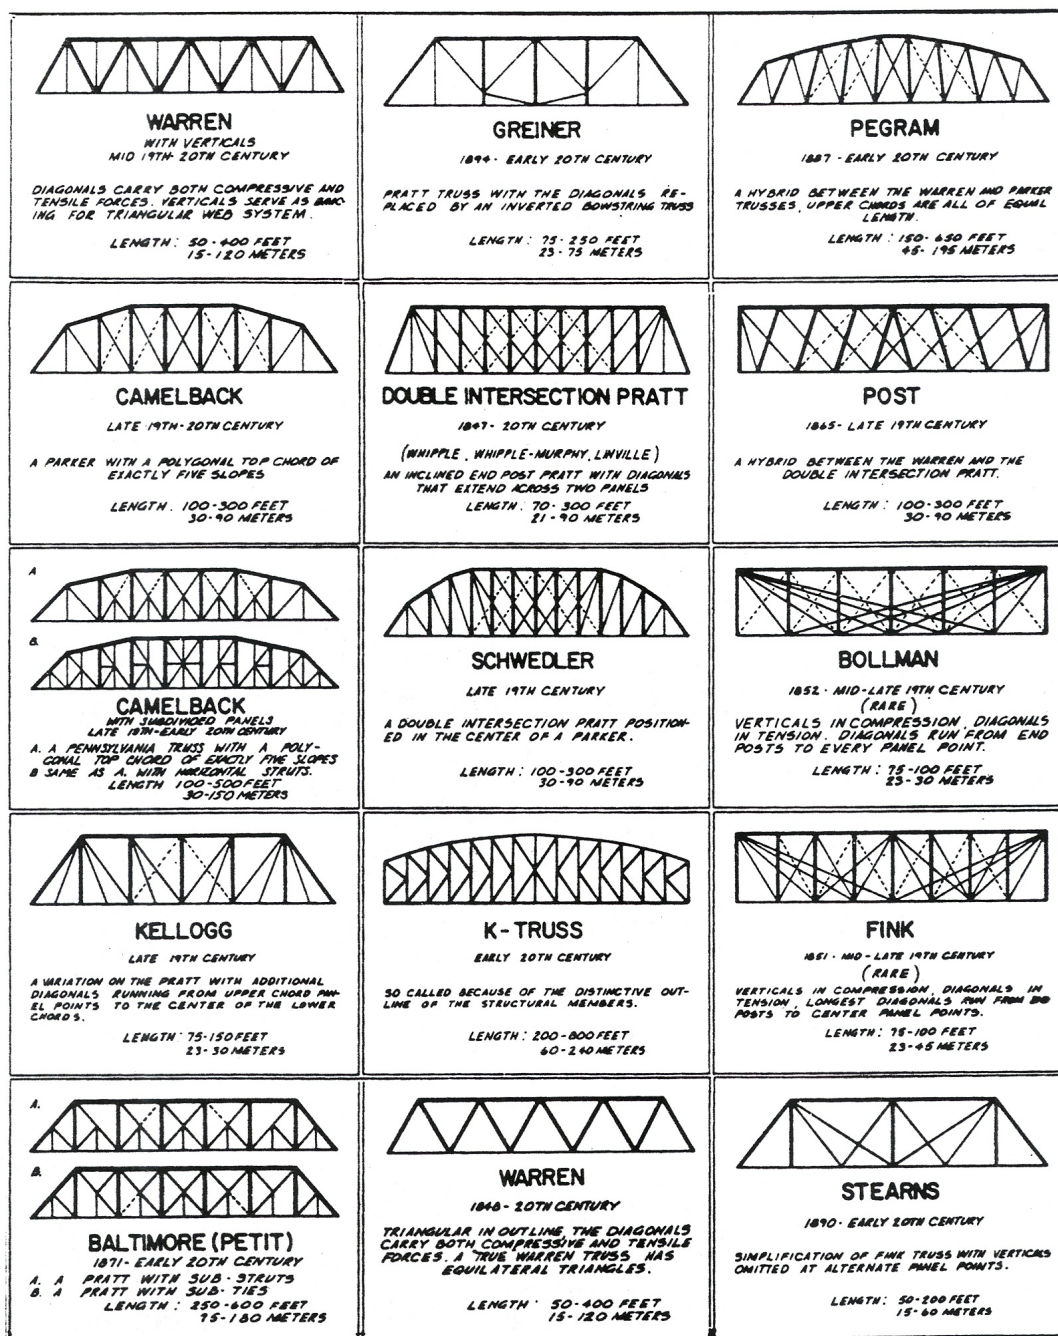 WARREN
WITH VERTICALS
MID 19TH-20TH CENTURY
DIAGONALS CARRY BOTH COMPRESSIVE AND
TENSILE FORCES. VERTICALS SERVE AS BRAC-
ING FOR TRIANGULAR WEB SYSTEM.
LENGTH: 50-400 FEET
15-120 METERS
GREINER
1894- EARLY 20TH CENTURY
PRATT TRUSS WITH THE DIAGONALS RE-
PLACED BY AN INVERTED BOWSTRING TRUSS
LENGTH: 75-250 FEET
23-75 METERS
PEGRAM
1887- EARLY 20TH CENTURY
A HYBRID BETWEEN THE WARREN AND PARKER
TRUSSES, UPPER CHORDS ARE ALL OF EQUAL
LENGTH.
LENGTH: 150-650 FEET
45-195 METERS
CAMELBACK
LATE 19TH-20TH CENTURY
A PARKER WITH A POLYGONAL TOP CHORD OF
EXACTLY FIVE SLOPES
LENGTH. 100-300 FEET
30-90 METERS
DOUBLE INTERSECTION PRATT
1847- 20TH CENTURY
(WHIPPLE, WHIPPLE-MURPHY, LINVILLE)
AN INCLINED END POST PRATT WITH DIAGONALS
THAT EXTEND ACROSS TWO PANELS
LENGTH: 70-300 FEET
21-90 METERS
POST
1865- LATE 19TH CENTURY
A HYBRID BETWEEN THE WARREN AND THE
DOUBLE INTERSECTION PRATT.
LENGTH: 100-300 FEET
30-90 METERS
A
B.
CAMELBACK
WITH SUBDIVIDED PANELS
LATE 19TH-EARLY 20TH CENTURY
A. A PENNSYLVANIA TRUSS WITH A POLY-
GONAL TOP CHORD OF EXACTLY FIVE SLOPES
B SAME AS A. WITH HORIZONTAL STRUTS.
LENGTH 100-500 FEET
30-150 METERS
SCHWEDLER
LATE 19TH CENTURY
A DOUBLE INTERSECTION PRATT POSITION-
ED IN THE CENTER OF A PARKER.
LENGTH: 100-300 FEET
30-90 METERS
BOLLMAN
1852- MID-LATE 19TH CENTURY
(RARE)
VERTICALS IN COMPRESSION, DIAGONALS
IN TENSION. DIAGONALS RUN FROM END
POSTS TO EVERY PANEL POINT.
LENGTH: 75-100 FEET
23-30 METERS
KELLOGG
LATE 19TH CENTURY
A VARIATION ON THE PRATT WITH ADDITIONAL
DIAGONALS RUNNING FROM UPPER CHORD PAN-
EL POINTS TO THE CENTER OF THE LOWER
CHORDS.
LENGTH: 75-150 FEET
23-30 METERS
K-TRUSS
EARLY 20TH CENTURY
SO CALLED BECAUSE OF THE DISTINCTIVE OUT-
LINE OF THE STRUCTURAL MEMBERS.
LENGTH: 200-800 FEET
60-240 METERS
FINK
1851- MID-LATE 19TH CENTURY
(RARE)
VERTICALS IN COMPRESSION, DIAGONALS IN
TENSION, LONGEST DIAGONALS RUN FROM END
POSTS TO CENTER PANEL POINTS.
LENGTH: 75-100 FEET
23-45 METERS
A.
B.
BALTIMORE (PETIT)
1871- EARLY 20TH CENTURY
A. A PRATT WITH SUB-STRUTS
B. A PRATT WITH SUB-TIES
LENGTH: 250-600 FEET
75-180 METERS
WARREN
1848- 20TH CENTURY
TRIANGULAR IN OUTLINE, THE DIAGONALS
CARRY BOTH COMPRESSIVE AND TENSILE
FORCES. A TRUE WARREN TRUSS HAS
EQUILATERAL TRIANGLES.
LENGTH: 50-400 FEET
15-120 METERS
STEARNS
1890- EARLY 20TH CENTURY
SIMPLIFICATION OF FINK TRUSS WITH VERTICALS
OMITTED AT ALTERNATE PANEL POINTS.
LENGTH: 50-200 FEET
15-60 METERS